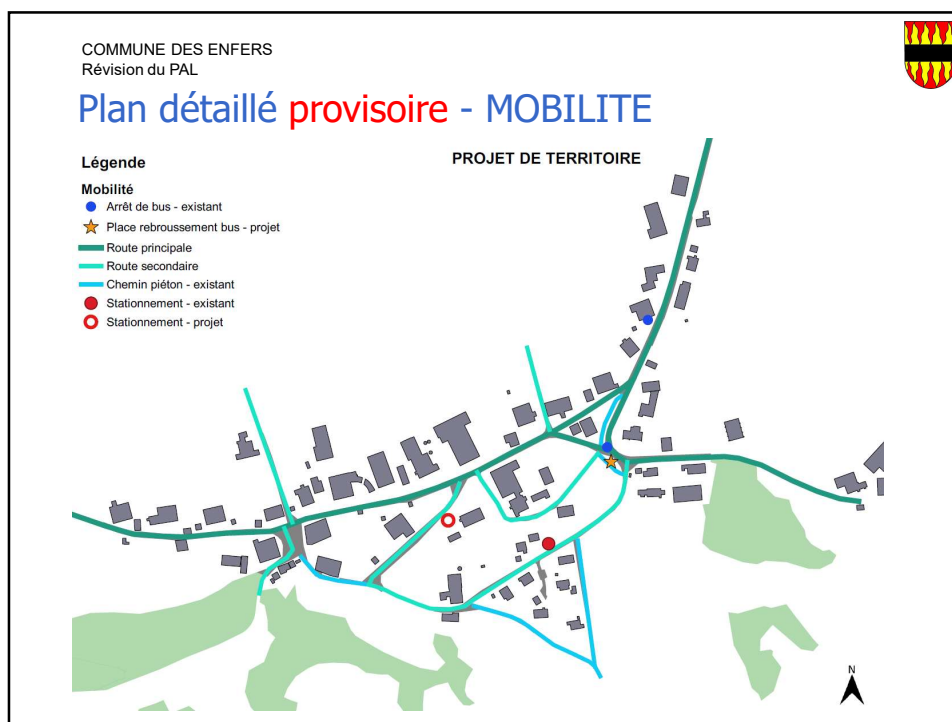 COMMUNE DES ENFERS
Révision du PAL
Plan détaillé provisoire - MOBILITE
Légende
PROJET DE TERRITOIRE
Mobilité
Arrêt de bus - existant
Place rebroussement bus - projet
Route principale
Route secondaire
Chemin piéton - existant
Stationnement - existant
Stationnement - projet
N